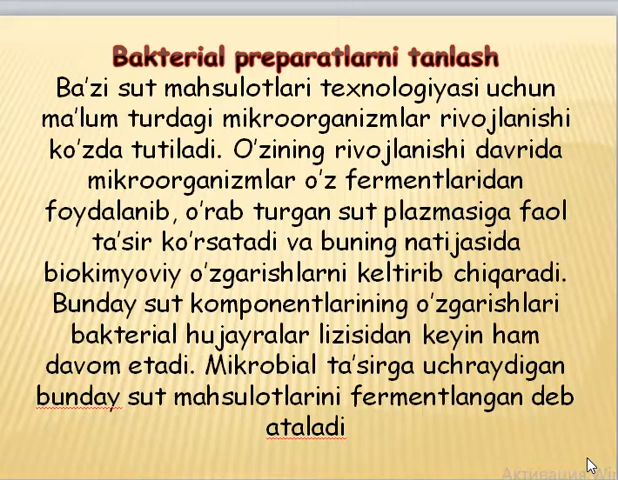 Bakterial preparatlarni tanlash
Ba’zi sut mahsulotlari texnologiyasi uchun
ma’lum turdagi mikroorganizmlar rivojlanishi
ko’zda tutiladi. O’zining rivojlanishi davrida
mikroorganizmlar o’z fermentlaridan
foydalanib, o’rab turgan sut plazmasiga faol
ta’sir ko’rsatadi va buning natijasida
biokimyoviy o’zgarishlarni keltirib chiqaradi.
Bunday sut komponentlarining o’zgarishlari
bakterial hujayralar lizisidan keyin ham
davom etadi. Mikrobial ta’sirga uchraydigan
bunday sut mahsulotlarini fermentlangan deb
ataladi
Активация Win